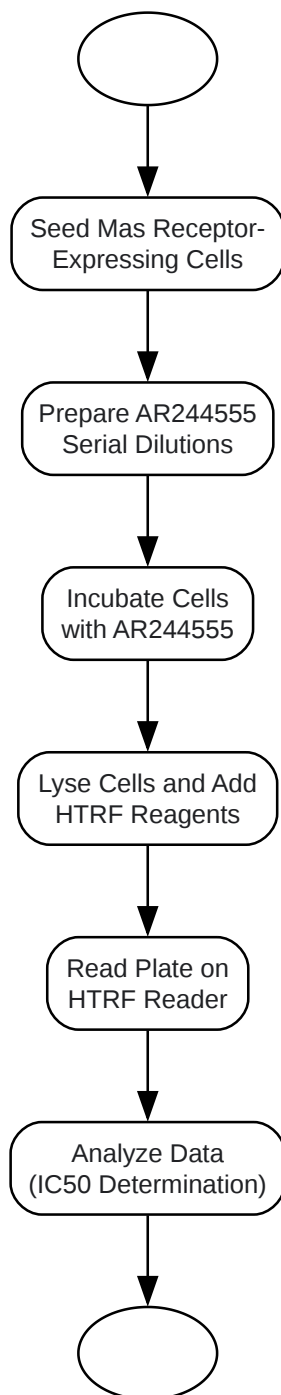 Seed Mas Receptor-
Expressing Cells
Prepare AR244555
Serial Dilutions
Incubate Cells
with AR244555
Lyse Cells and Add
HTRF Reagents
Read Plate on
HTRF Reader
Analyze Data
(IC50 Determination)